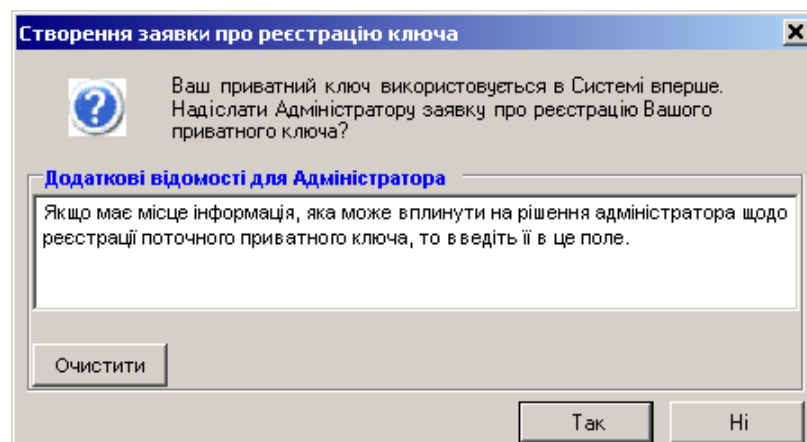 Створення заявки про реєстрацію ключа
Ваш приватний ключ використовується в Системі вперше.
Надіслати Адміністратору заявку про реєстрацію Вашого
приватного ключа?
Додаткові відомості для Адміністратора
Якщо має місце інформація, яка може вплинути на рішення адміністратора щодо
реєстрації поточного приватного ключа, то введіть її в це поле.
Очистити
Так Ні